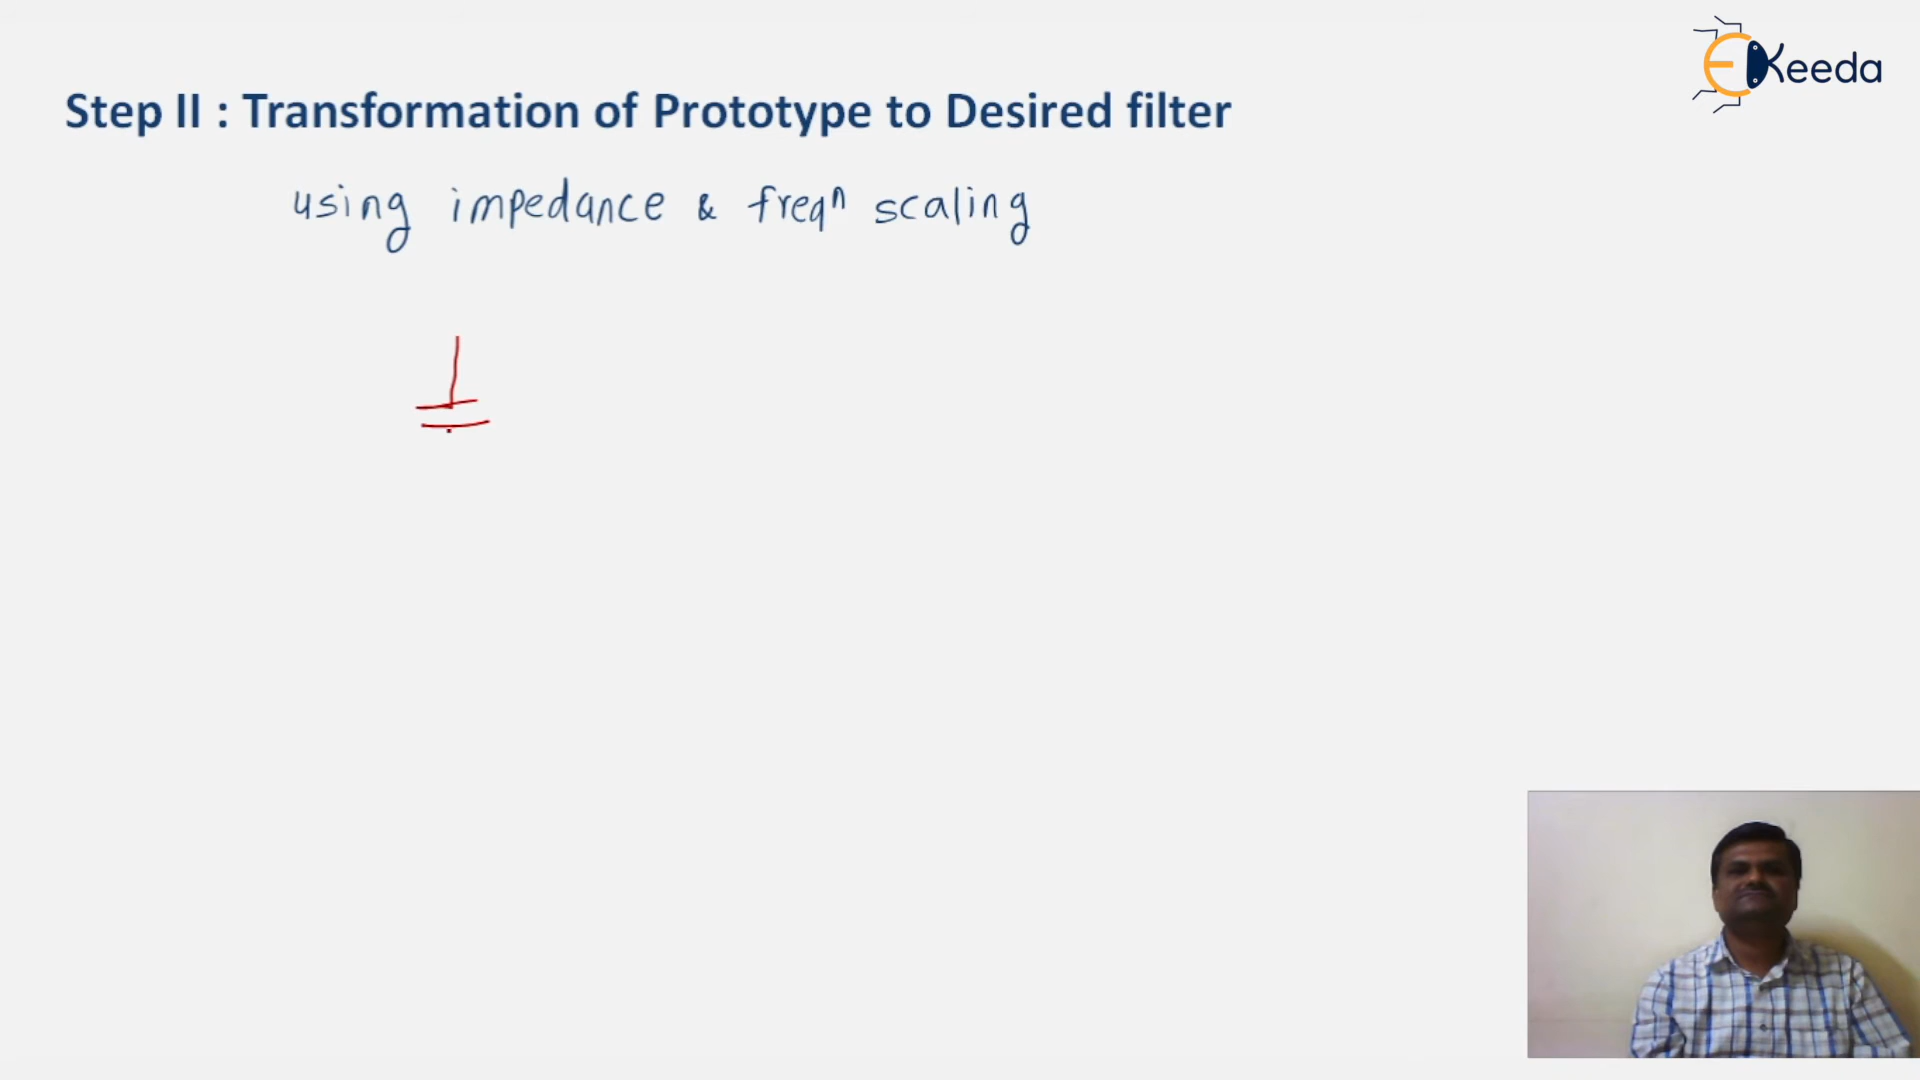 EKeeda
Step II : Transformation of Prototype to Desired filter
using impedance & freqⁿ scaling